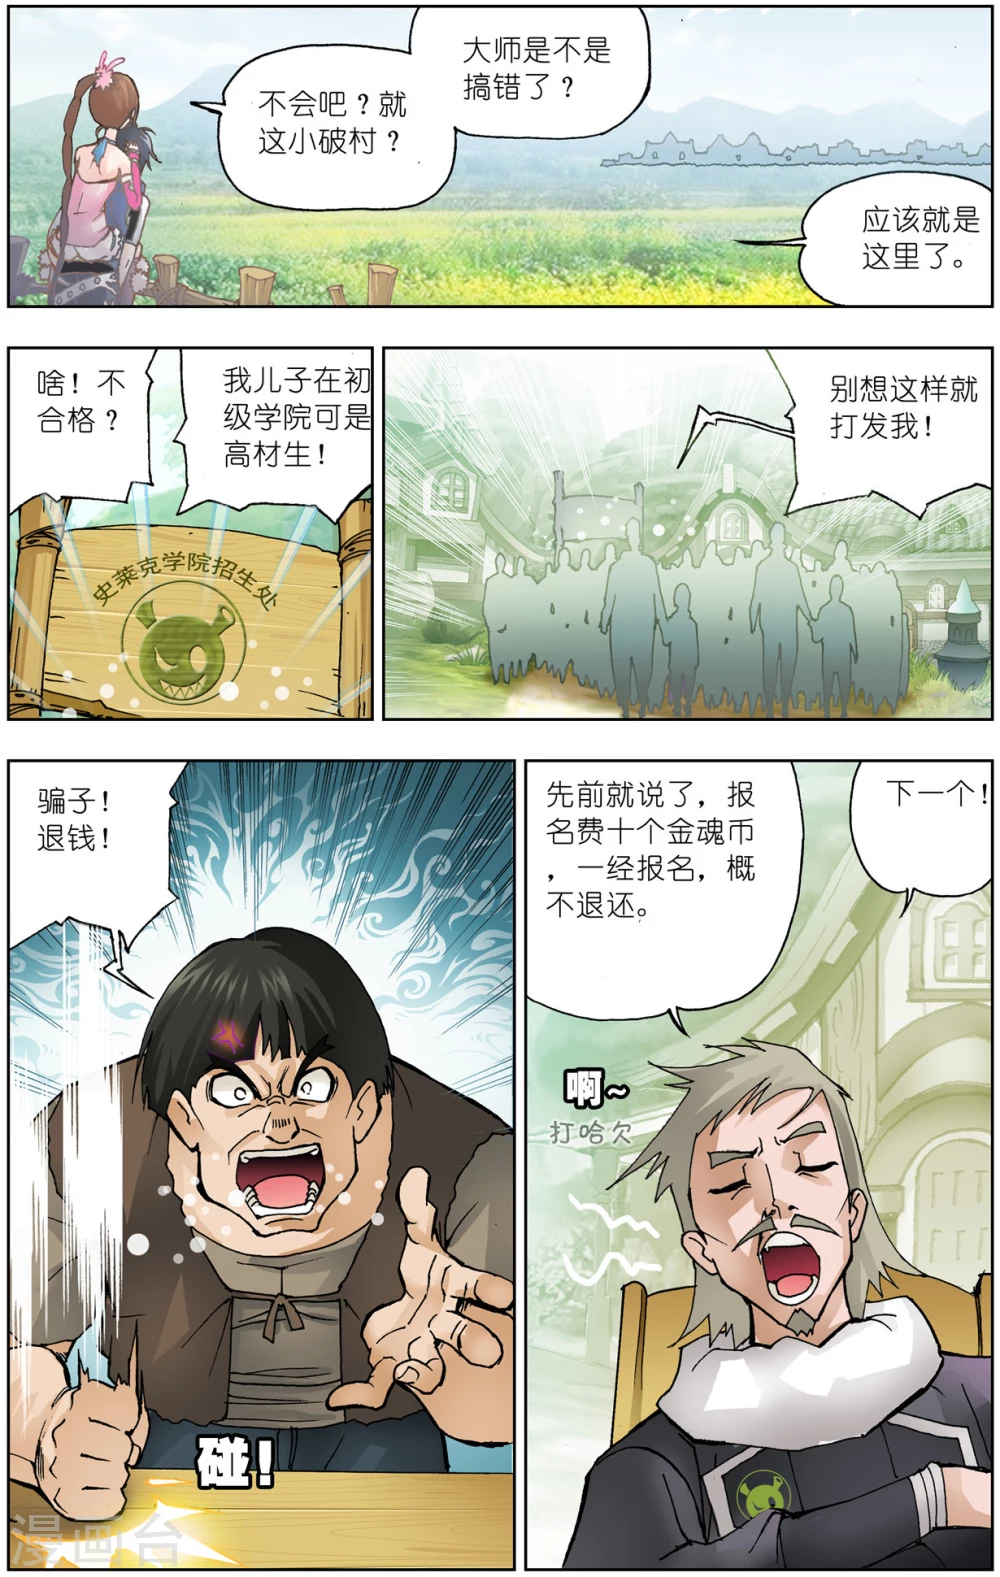 大师是不是
搞错了？
不会吧？就
这小破村？
应该就是
这里了。
啥！不
合格？
我儿子在初
级学院可是
高材生！
史莱克学院招生处
别想这样就
打发我！
骗子！
退钱！
碰！
先前就说了，报
名费十个金魂币
，一经报名，概
不退还。
下一个！
啊~
打哈欠
漫画台